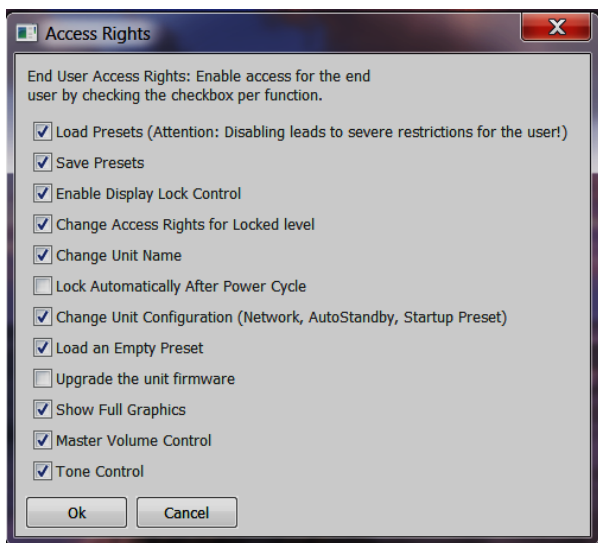 Access Rights
End User Access Rights: Enable access for the end
user by checking the checkbox per function.
Load Presets (Attention: Disabling leads to severe restrictions for the user!)
Save Presets
Enable Display Lock Control
Change Access Rights for Locked level
Change Unit Name
Lock Automatically After Power Cycle
Change Unit Configuration (Network, AutoStandby, Startup Preset)
Load an Empty Preset
Upgrade the unit firmware
Show Full Graphics
Master Volume Control
Tone Control
Ok Cancel